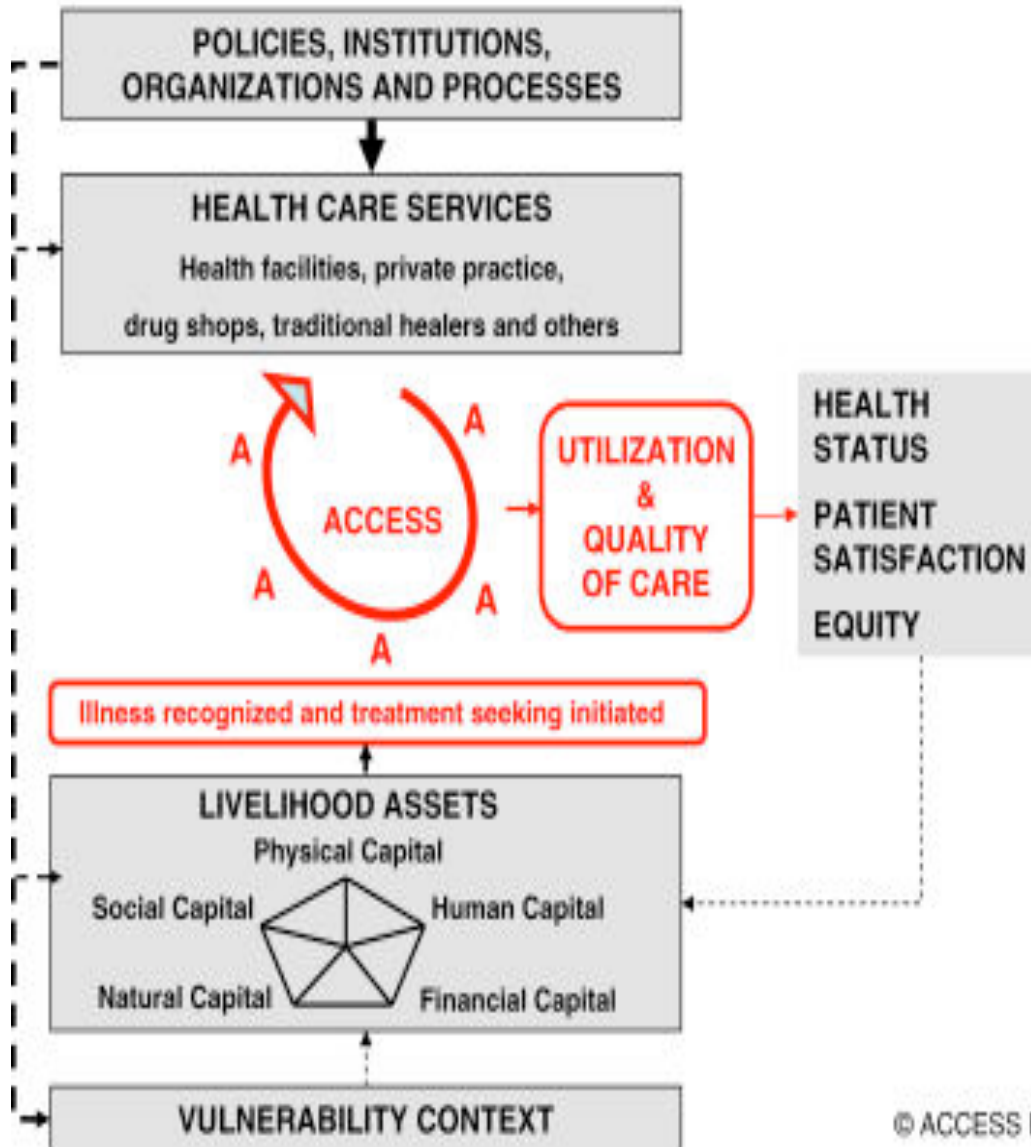 POLICIES, INSTITUTIONS,
ORGANIZATIONS AND PROCESSES
HEALTH CARE SERVICES
Health facilities, private practice,
drug shops, traditional healers and others
A
A
ACCESS
A
A
A
UTILIZATION
&
QUALITY
OF CARE
HEALTH
STATUS
PATIENT
SATISFACTION
EQUITY
Illness recognized and treatment seeking initiated
LIVELIHOOD ASSETS
Physical Capital
Social Capital
Human Capital
Natural Capital
Financial Capital
VULNERABILITY CONTEXT
© ACCESS